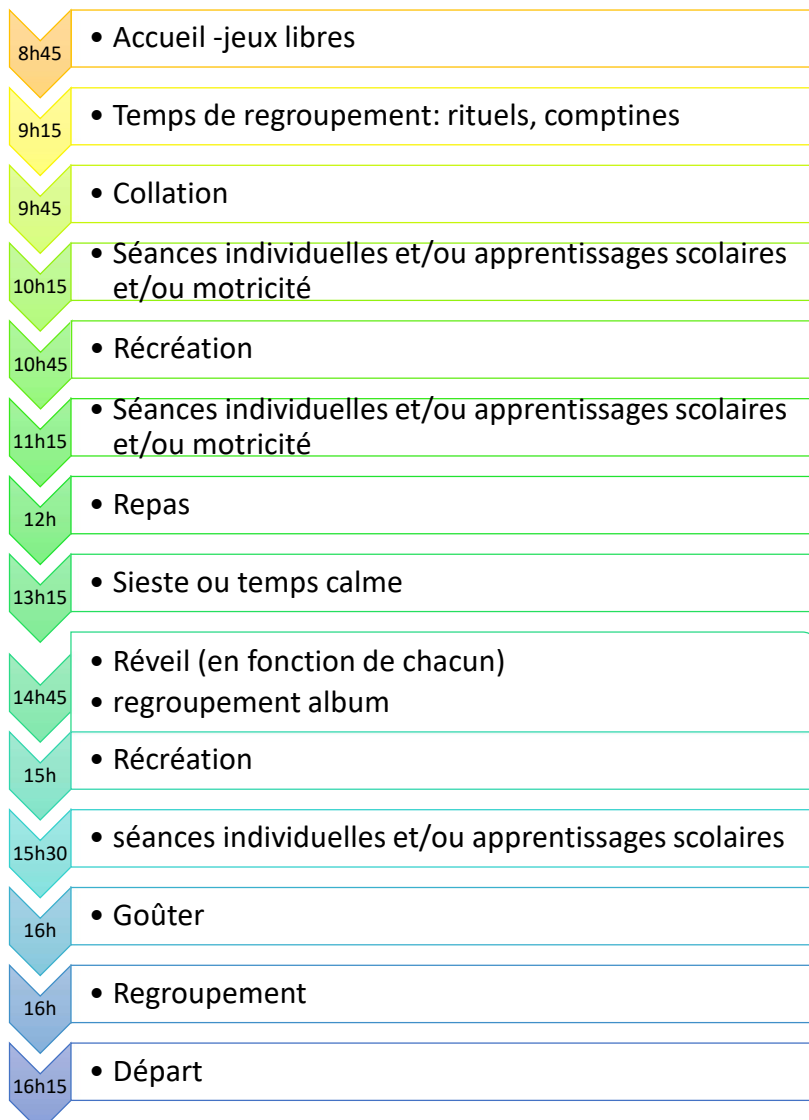 8h45
• Accueil -jeux libres
9h15
• Temps de regroupement: rituels, comptines
9h45
• Collation
10h15
• Séances individuelles et/ou apprentissages scolaires
et/ou motricité
10h45
• Récréation
11h15
• Séances individuelles et/ou apprentissages scolaires
et/ou motricité
12h
• Repas
13h15
• Sieste ou temps calme
14h45
• Réveil (en fonction de chacun)
• regroupement album
15h
• Récréation
15h30
• séances individuelles et/ou apprentissages scolaires
16h
• Goûter
16h
• Regroupement
16h15
• Départ